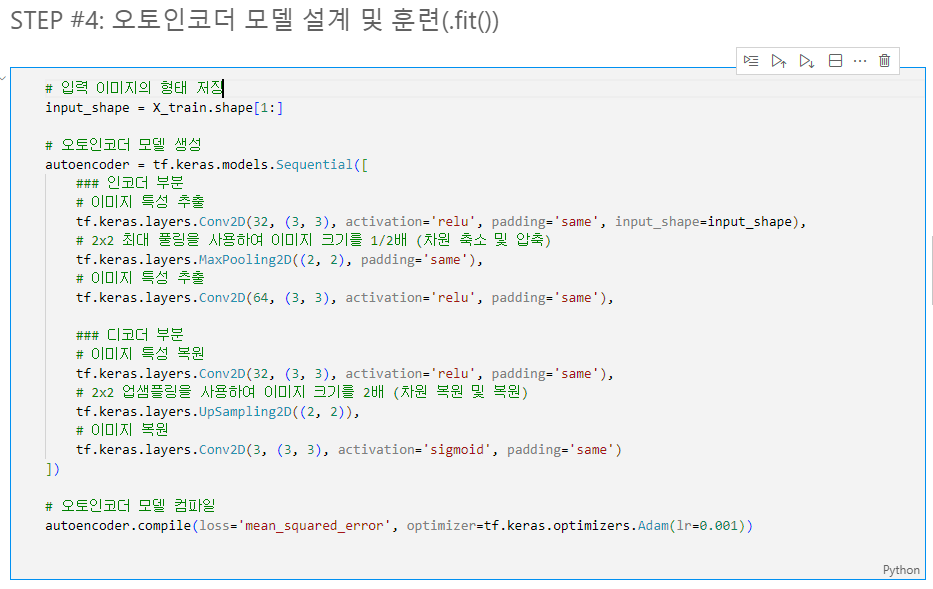 STEP #4: 오토인코더 모델 설계 및 훈련(.fit())
# 입력 이미지의 형태 저장
input_shape = X_train.shape[1:]
# 오토인코더 모델 생성
autoencoder = tf.keras.models.Sequential([
### 인코더 부분
# 이미지 특성 추출
tf.keras.layers.Conv2D(32, (3, 3), activation='relu', padding='same', input_shape=input_shape),
# 2x2 최대 풀링을 사용하여 이미지 크기를 1/2배 (차원 축소 및 압축)
tf.keras.layers.MaxPooling2D((2, 2), padding='same'),
# 이미지 특성 추출
tf.keras.layers.Conv2D(64, (3, 3), activation='relu', padding='same'),
### 디코더 부분
# 이미지 특성 복원
tf.keras.layers.Conv2D(32, (3, 3), activation='relu', padding='same'),
# 2x2 업샘플링을 사용하여 이미지 크기를 2배 (차원 복원 및 복원)
tf.keras.layers.UpSampling2D((2, 2)),
# 이미지 복원
tf.keras.layers.Conv2D(3, (3, 3), activation='sigmoid', padding='same')
])
# 오토인코더 모델 컴파일
autoencoder.compile(loss='mean_squared_error', optimizer=tf.keras.optimizers.Adam(lr=0.001))
Python